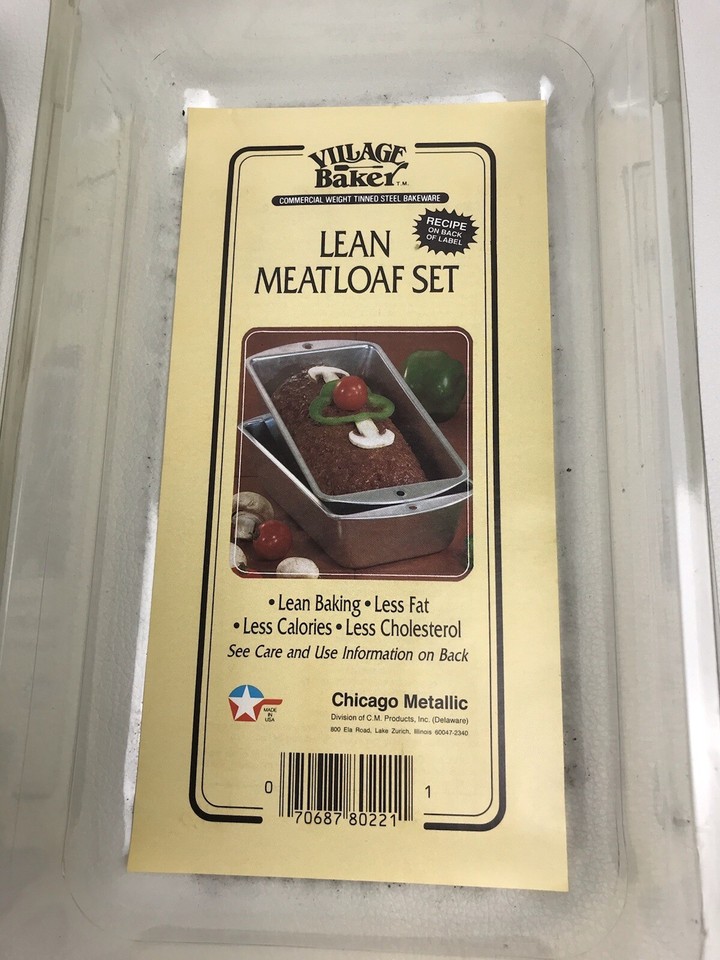 VILLAGE
Baker T.M.
COMMERCIAL WEIGHT TINNED STEEL BAKEWARE
RECIPE
ON BACK
OF LABEL
LEAN
MEATLOAF SET
• Lean Baking • Less Fat
• Less Calories • Less Cholesterol
See Care and Use Information on Back
MADE
IN
USA
Chicago Metallic
Division of C.M. Products, Inc. (Delaware)
800 Ela Road, Lake Zurich, Illinois 60047-2340
0 70687 80221 1